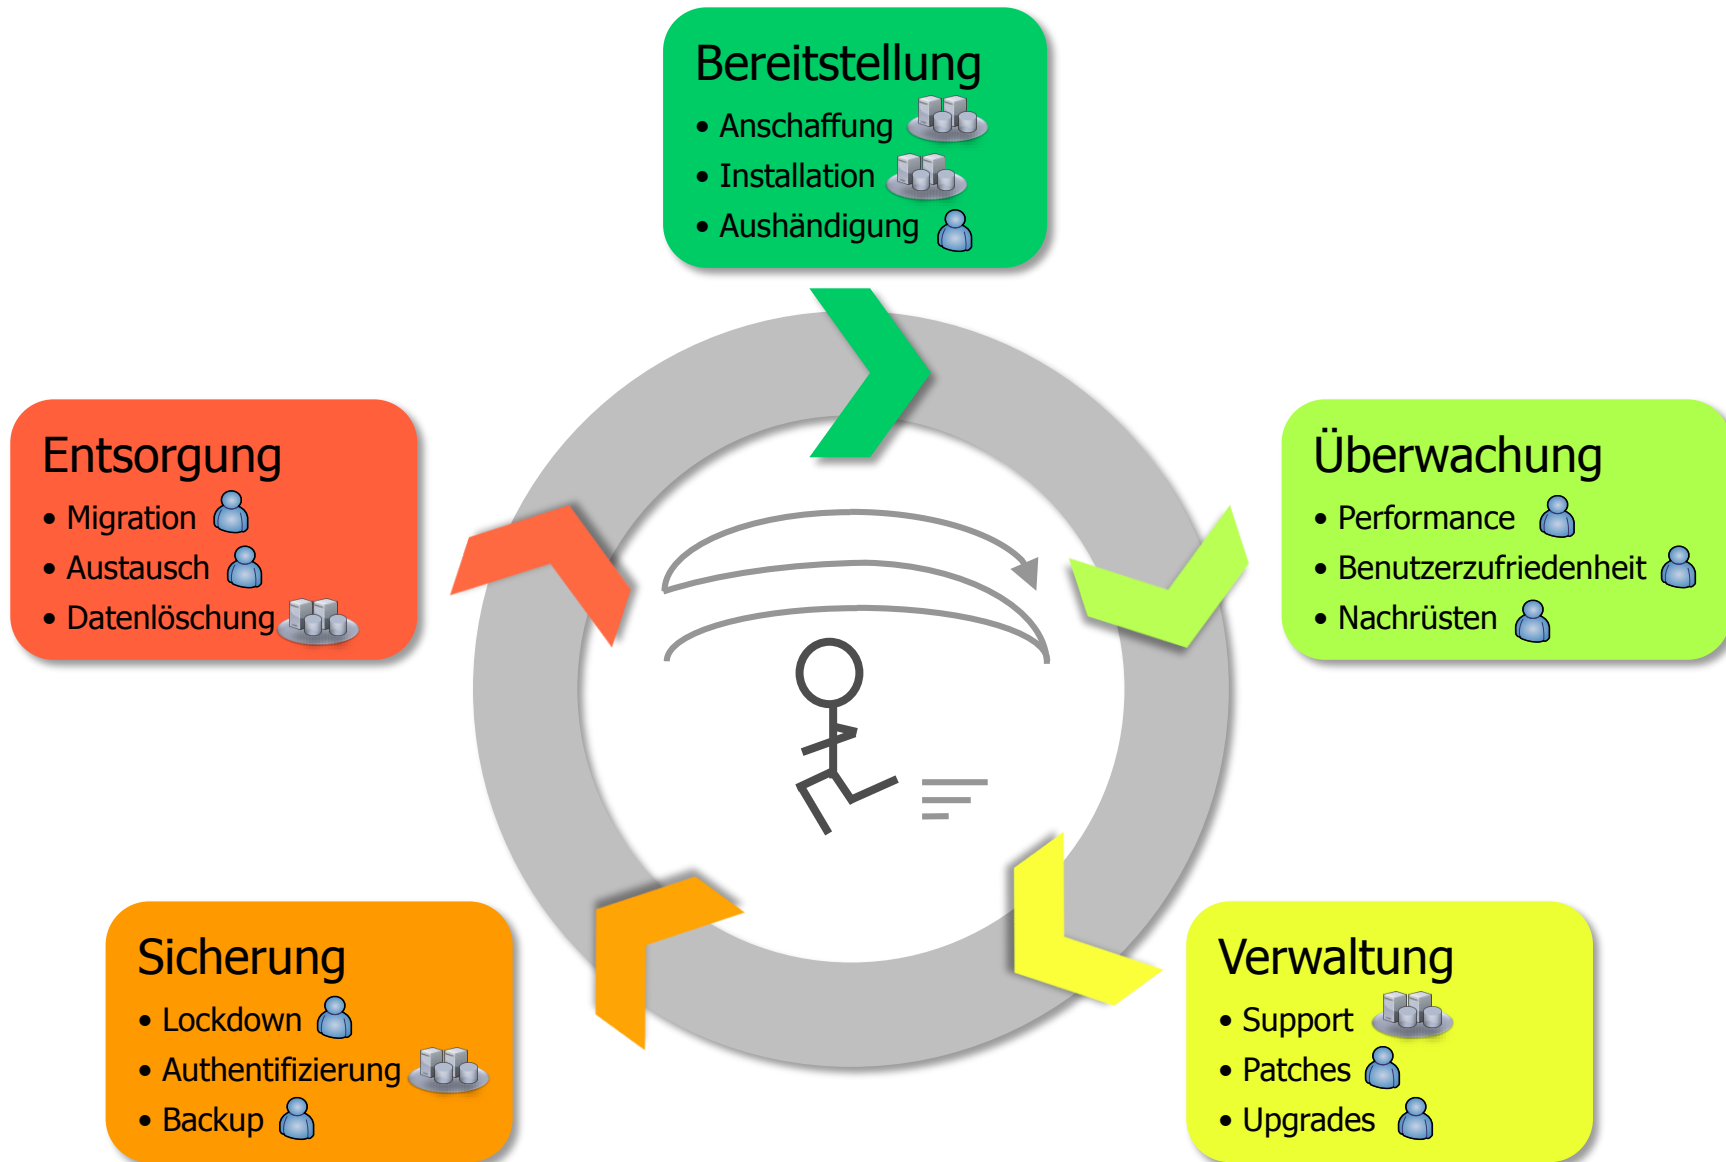 Bereitstellung
• Anschaffung
• Installation
• Aushändigung
Überwachung
• Performance
• Benutzerzufriedenheit
• Nachrüsten
Verwaltung
• Support
• Patches
• Upgrades
Sicherung
• Lockdown
• Authentifizierung
• Backup
Entsorgung
• Migration
• Austausch
• Datenlöschung